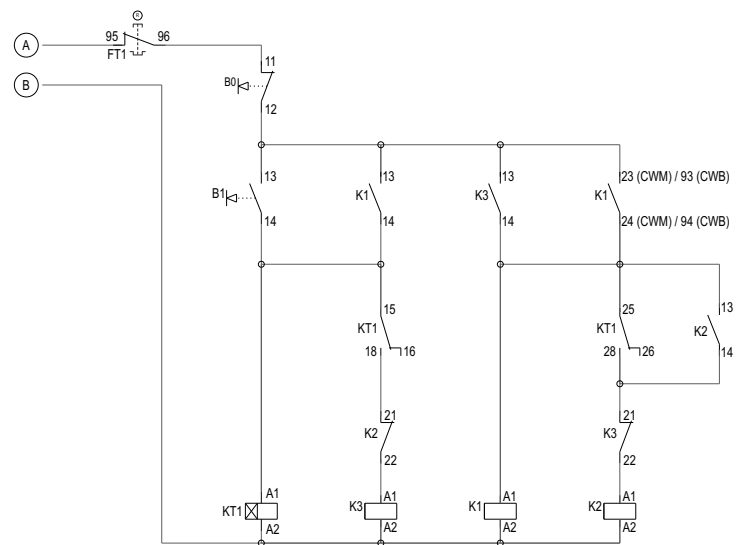 R
A
95
96
FT1
B
11
B0
12
13
13
13
23 (CWM) / 93 (CWB)
B1
K1
K3
K1
14
14
14
24 (CWM) / 94 (CWB)
15
25
13
KT1
KT1
K2
18
16
28
26
14
21
21
K2
K3
22
22
A1
A1
A1
A1
KT1
K3
K1
K2
A2
A2
A2
A2